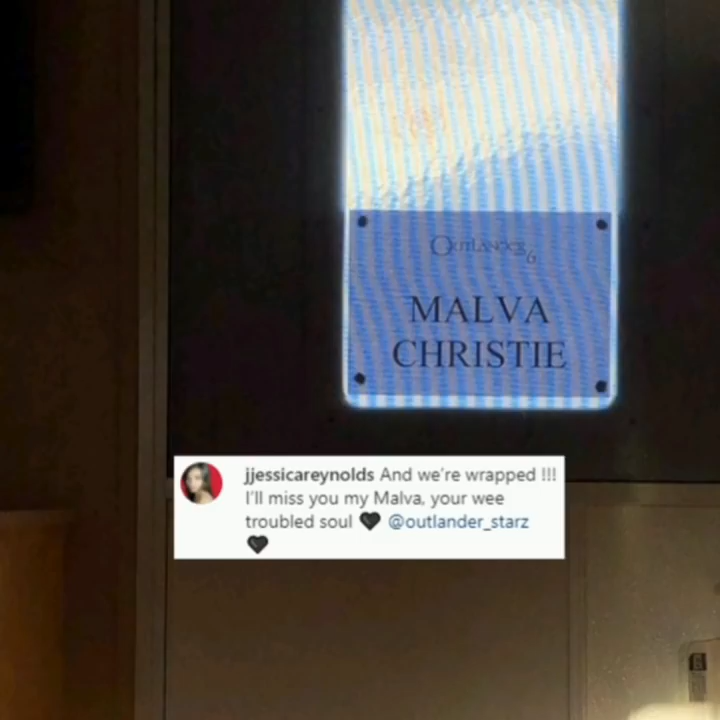 OUTLANDER 6
MALVA
CHRISTIE
jjessicareynolds And we're wrapped !!!
I'll miss you my Malva, your wee
troubled soul 🖤 @outlander_starz
🖤